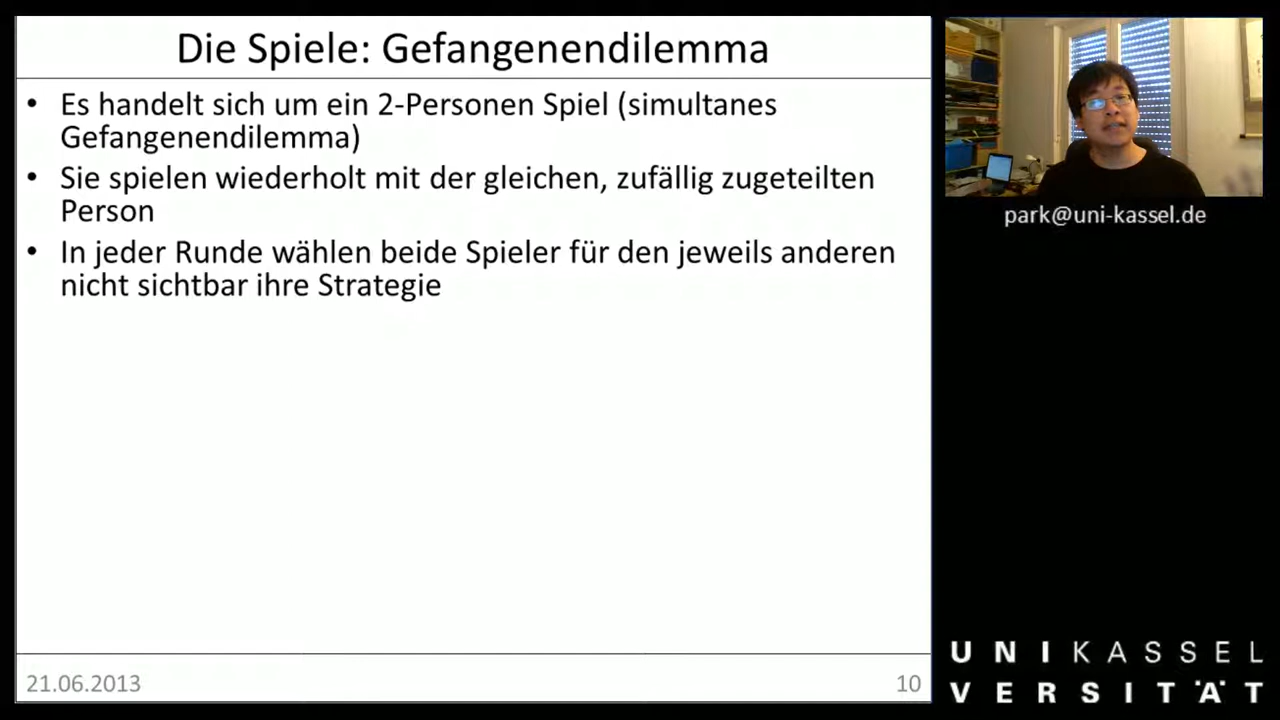 Die Spiele: Gefangenendilemma
• Es handelt sich um ein 2-Personen Spiel (simultanes
Gefangenendilemma)
• Sie spielen wiederholt mit der gleichen, zufällig zugeteilten
Person
• In jeder Runde wählen beide Spieler für den jeweils anderen
nicht sichtbar ihre Strategie
21.06.2013
10
park@uni-kassel.de
UNIKASSEL
VERSITÄT